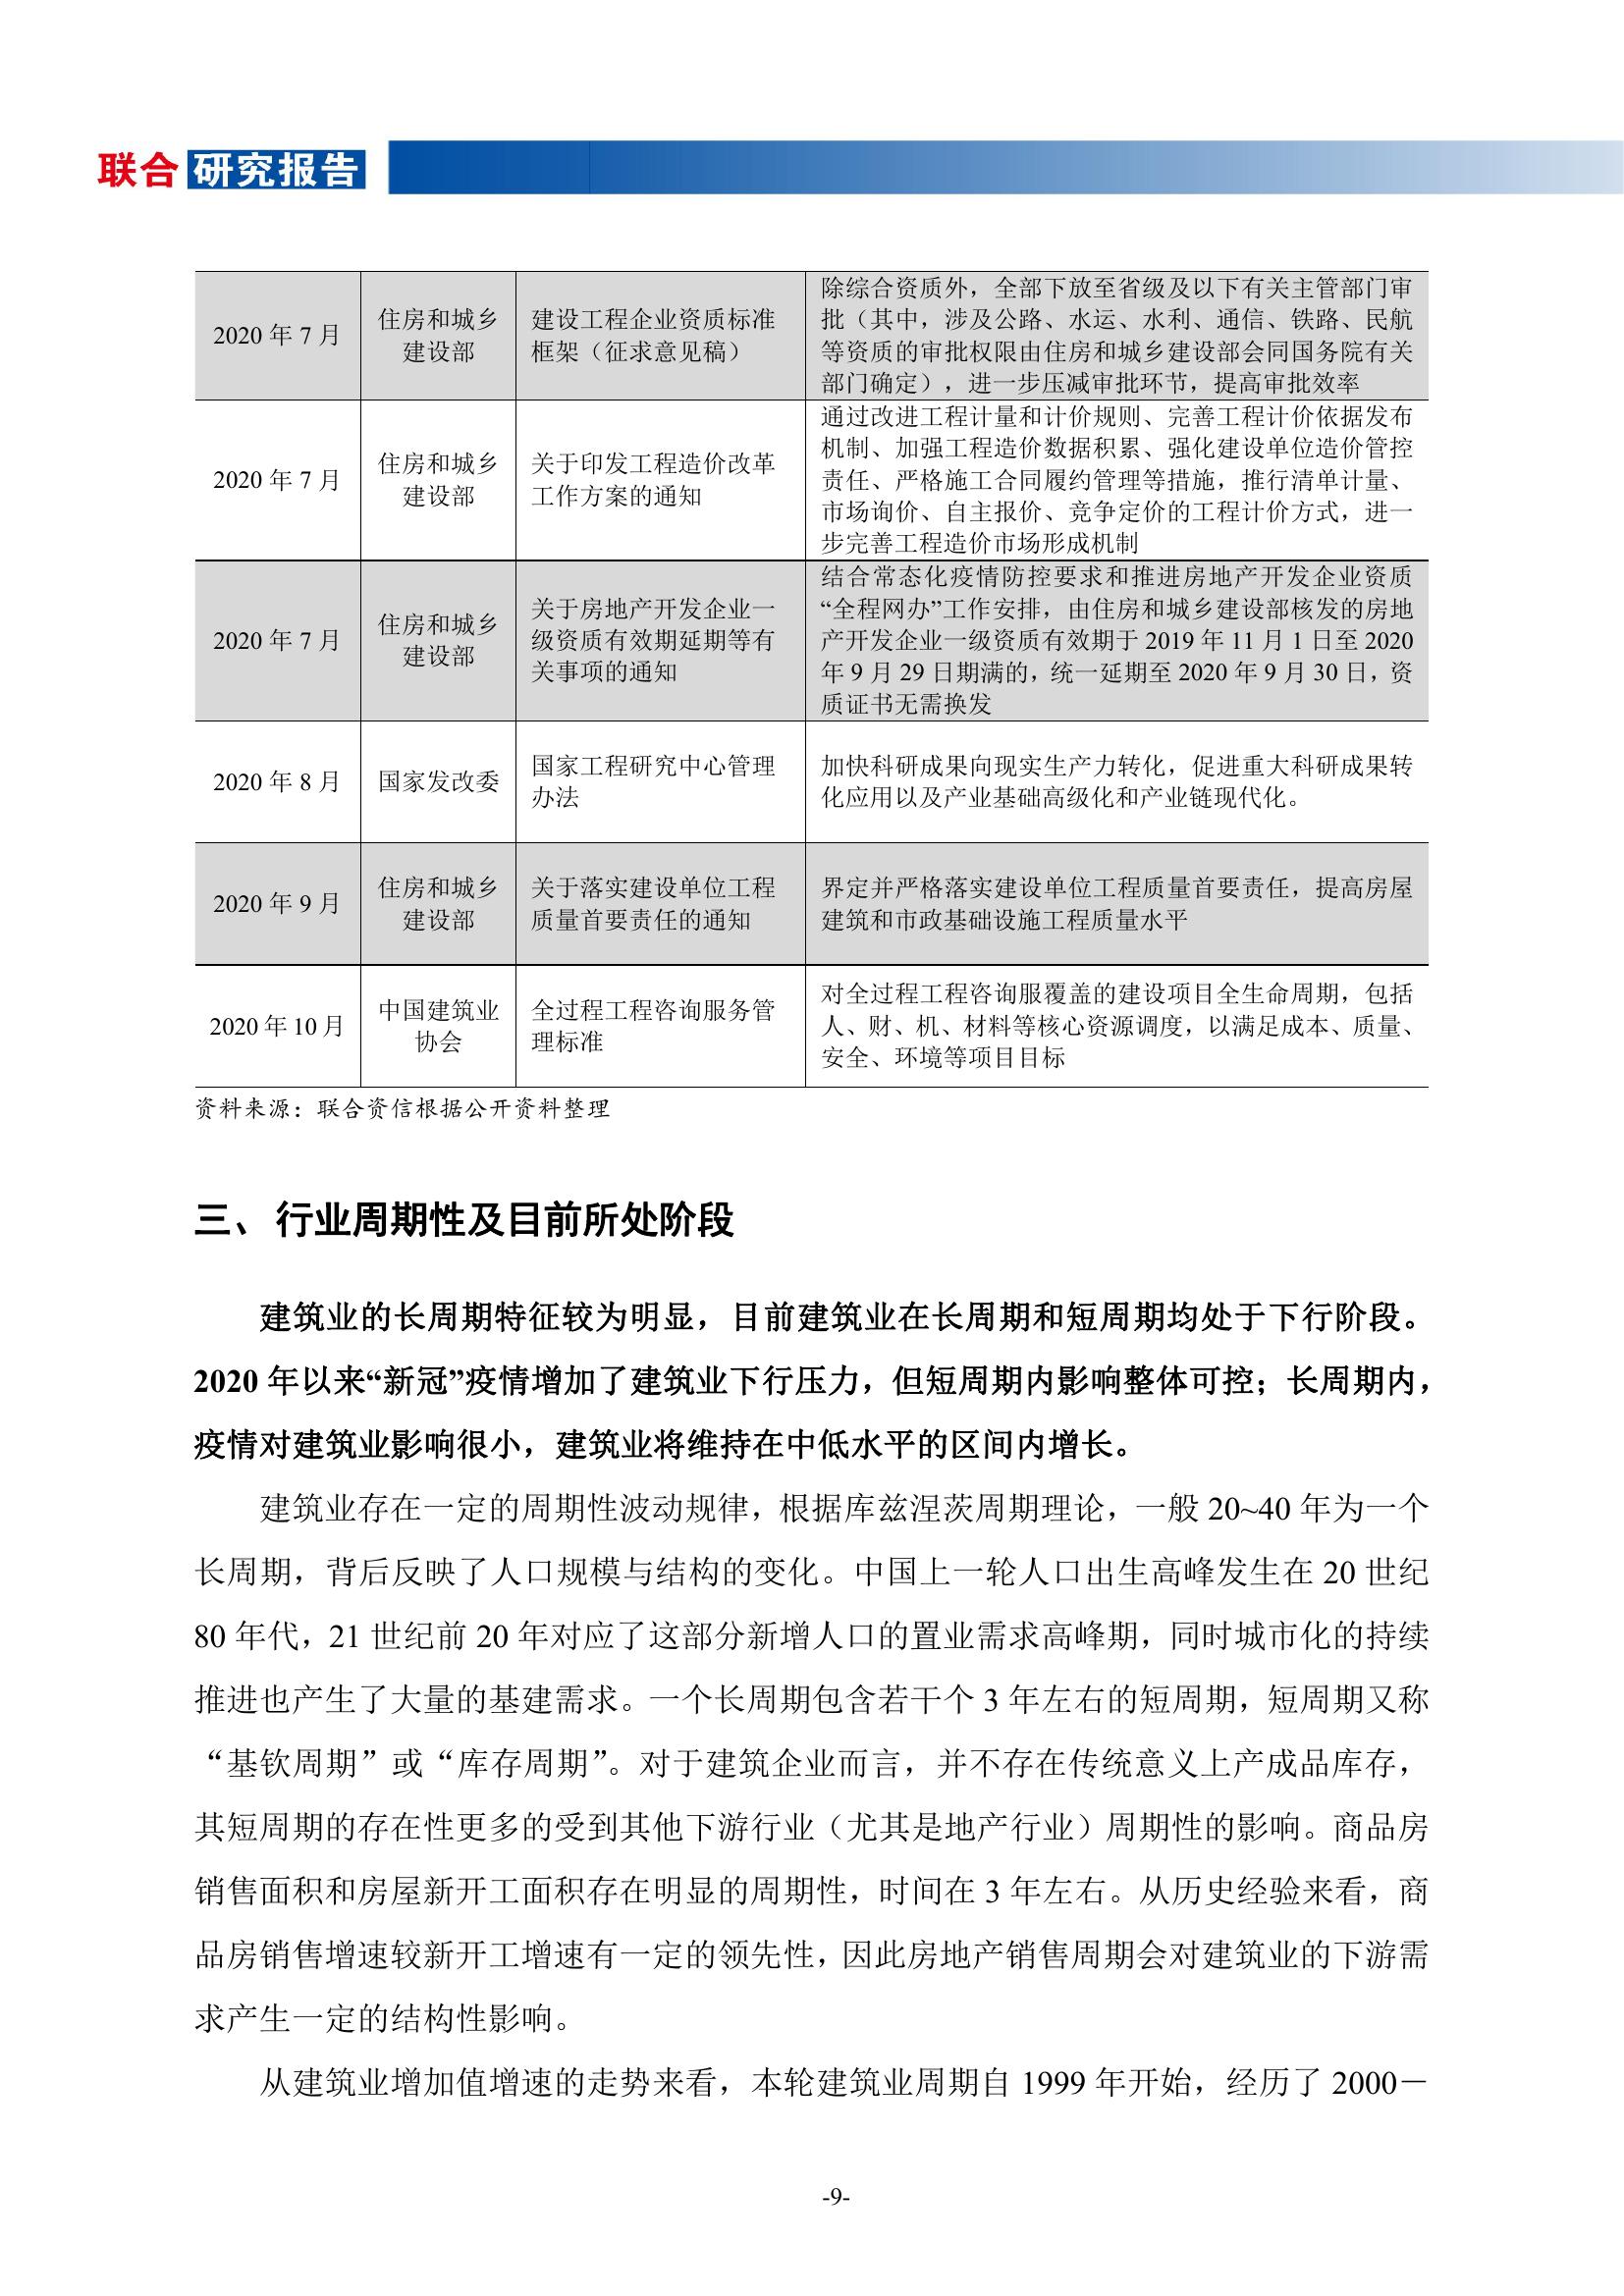 联合 研究报告
2020 年 7 月
住房和城乡
建设部
建设工程企业资质标准
框架（征求意见稿）
除综合资质外，全部下放至省级及以下有关主管部门审
批（其中，涉及公路、水运、水利、通信、铁路、民航
等资质的审批权限由住房和城乡建设部会同国务院有关
部门确定），进一步压减审批环节，提高审批效率
2020 年 7 月
住房和城乡
建设部
关于印发工程造价改革
工作方案的通知
通过改进工程计量和计价规则、完善工程计价依据发布
机制、加强工程造价数据积累、强化建设单位造价管控
责任、严格施工合同履约管理等措施，推行清单计量、
市场询价、自主报价、竞争定价的工程计价方式，进一
步完善工程造价市场形成机制
2020 年 7 月
住房和城乡
建设部
关于房地产开发企业一
级资质有效期延期等有
关事项的通知
结合常态化疫情防控要求和推进房地产开发企业资质
“全程网办”工作安排，由住房和城乡建设部核发的房地
产开发企业一级资质有效期于 2019 年 11 月 1 日至 2020
年 9 月 29 日期满的，统一延期至 2020 年 9 月 30 日，资
质证书无需换发
2020 年 8 月
国家发改委
国家工程研究中心管理
办法
加快科研成果向现实生产力转化，促进重大科研成果转
化应用以及产业基础高级化和产业链现代化。
2020 年 9 月
住房和城乡
建设部
关于落实建设单位工程
质量首要责任的通知
界定并严格落实建设单位工程质量首要责任，提高房屋
建筑和市政基础设施工程质量水平
2020 年 10 月
中国建筑业
协会
全过程工程咨询服务管
理标准
对全过程工程咨询服覆盖的建设项目全生命周期，包括
人、财、机、材料等核心资源调度，以满足成本、质量、
安全、环境等项目目标
资料来源：联合资信根据公开资料整理
三、 行业周期性及目前所处阶段
建筑业的长周期特征较为明显，目前建筑业在长周期和短周期均处于下行阶段。
2020 年以来“新冠”疫情增加了建筑业下行压力，但短周期内影响整体可控；长周期内，
疫情对建筑业影响很小，建筑业将维持在中低水平的区间内增长。
建筑业存在一定的周期性波动规律，根据库兹涅茨周期理论，一般 20~40 年为一个
长周期，背后反映了人口规模与结构的变化。中国上一轮人口出生高峰发生在 20 世纪
80 年代，21 世纪前 20 年对应了这部分新增人口的置业需求高峰期，同时城市化的持续
推进也产生了大量的基建需求。一个长周期包含若干个 3 年左右的短周期，短周期又称
“基钦周期”或“库存周期”。对于建筑企业而言，并不存在传统意义上产成品库存，
其短周期的存在性更多的受到其他下游行业（尤其是地产行业）周期性的影响。商品房
销售面积和房屋新开工面积存在明显的周期性，时间在 3 年左右。从历史经验来看，商
品房销售增速较新开工增速有一定的领先性，因此房地产销售周期会对建筑业的下游需
求产生一定的结构性影响。
从建筑业增加值增速的走势来看，本轮建筑业周期自 1999 年开始，经历了 2000－
-9-